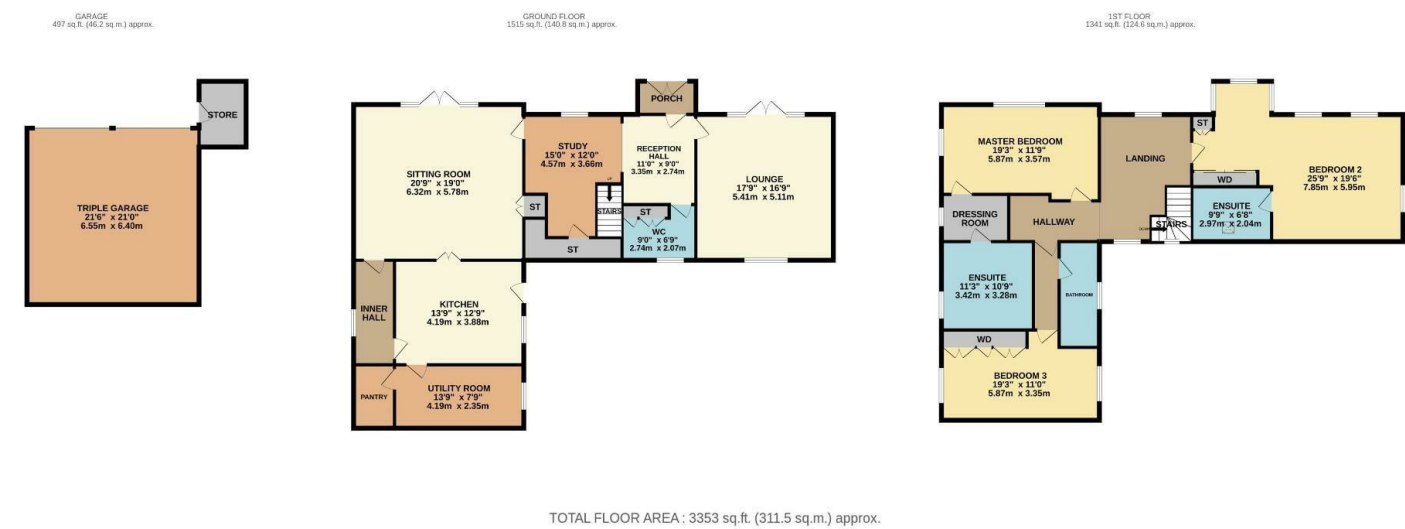 GARAGE
497 sq.ft. (46.2 sq.m.) approx.
STORE
TRIPLE GARAGE
21'6" x 21'0"
6.55m x 6.40m
GROUND FLOOR
1515 sq.ft. (140.8 sq.m.) approx.
PORCH
SITTING ROOM
20'9" x 19'0"
6.32m x 5.78m
STUDY
15'0" x 12'0"
4.57m x 3.66m
UP
STAIRS
RECEPTION
HALL
11'0" x 9'0"
3.35m x 2.74m
LOUNGE
17'9" x 16'9"
5.41m x 5.11m
ST
ST
ST
WC
9'0" x 6'9"
2.74m x 2.07m
INNER
HALL
KITCHEN
13'9" x 12'9"
4.19m x 3.88m
PANTRY
UTILITY ROOM
13'9" x 7'9"
4.19m x 2.35m
1ST FLOOR
1341 sq.ft. (124.6 sq.m.) approx.
MASTER BEDROOM
19'3" x 11'9"
5.87m x 3.57m
LANDING
ST
BEDROOM 2
25'9" x 19'6"
7.85m x 5.95m
WD
ENSUITE
9'9" x 6'8"
2.97m x 2.04m
DRESSING
ROOM
HALLWAY
DOWN
STAIRS
ENSUITE
11'3" x 10'9"
3.42m x 3.28m
BATHROOM
WD
BEDROOM 3
19'3" x 11'0"
5.87m x 3.35m
TOTAL FLOOR AREA : 3353 sq.ft. (311.5 sq.m.) approx.